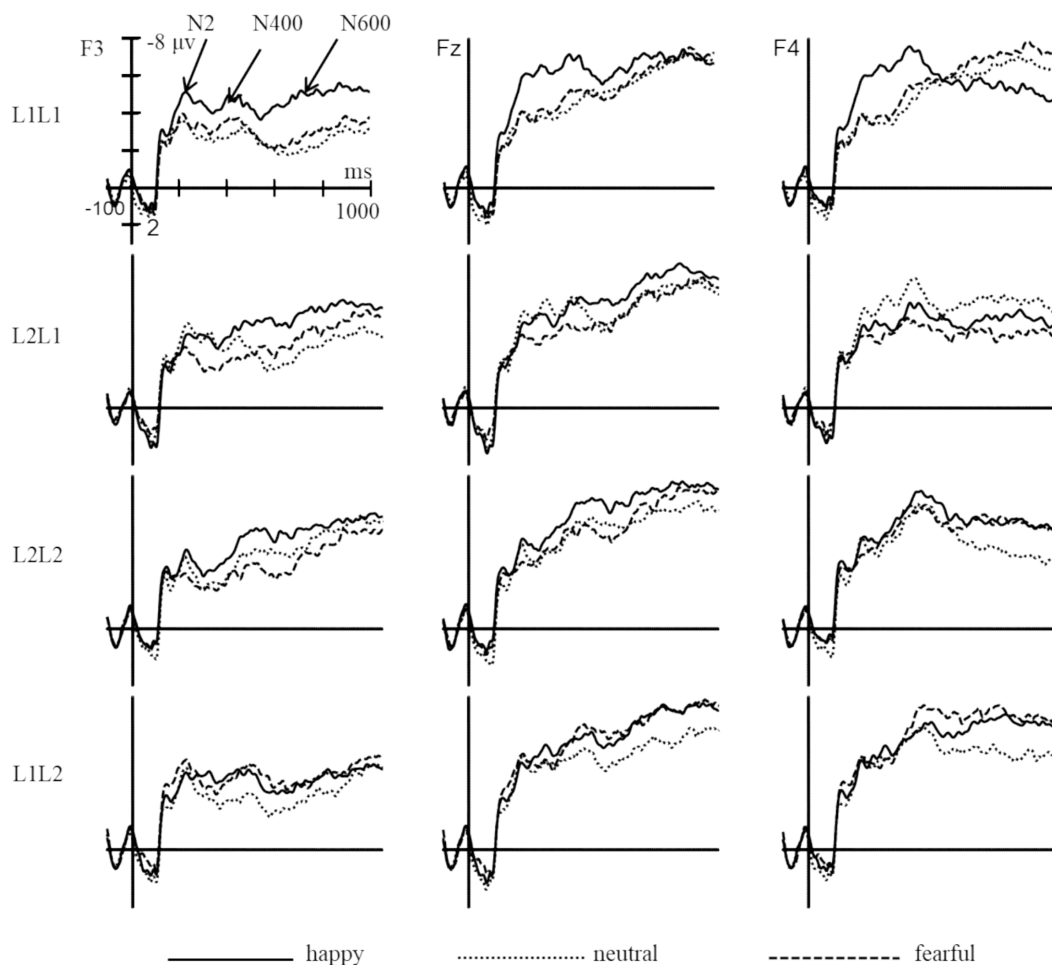 N2 N400 N600
F3 -8 μv Fz F4
L1L1
ms
-100 1000
2
L2L1
L2L2
L1L2
happy neutral fearful